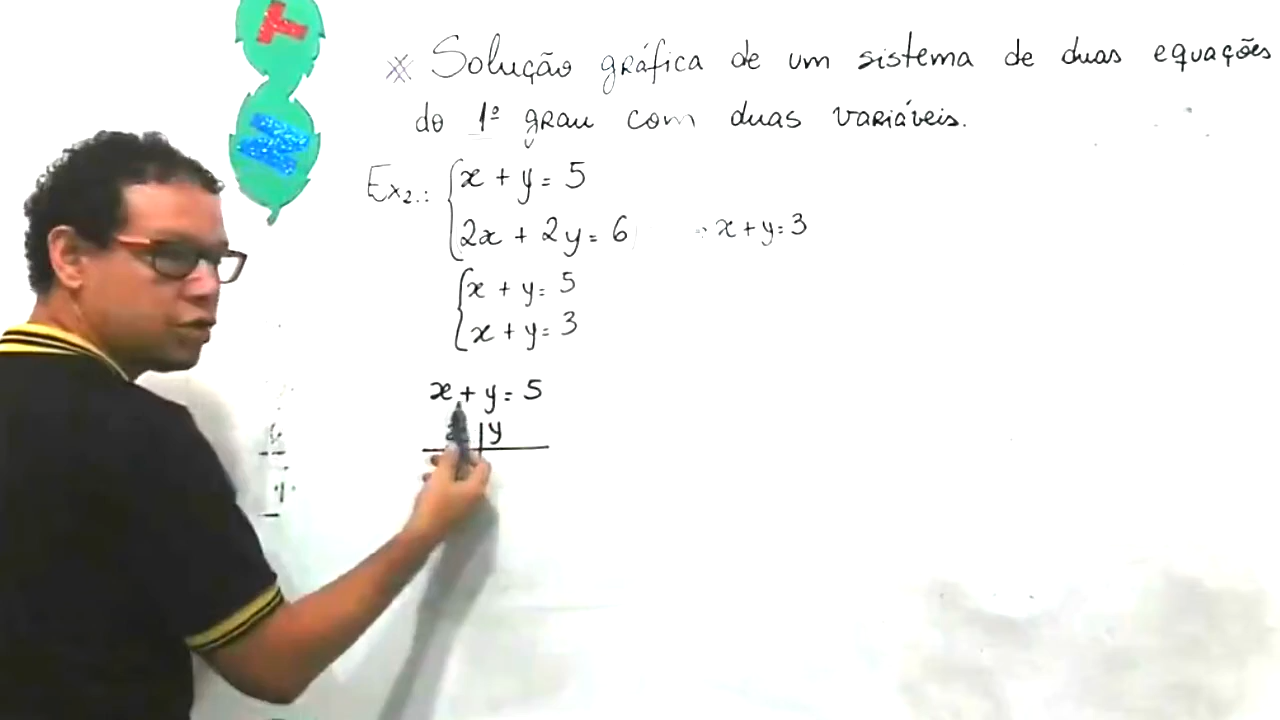 T
M
* Solução gráfica de um sistema de duas equações
do 1º grau com duas variáveis.
Ex2.: { x + y = 5
2x + 2y = 6 x + y = 3
{ x + y = 5
x + y = 3
x + y = 5
x | y